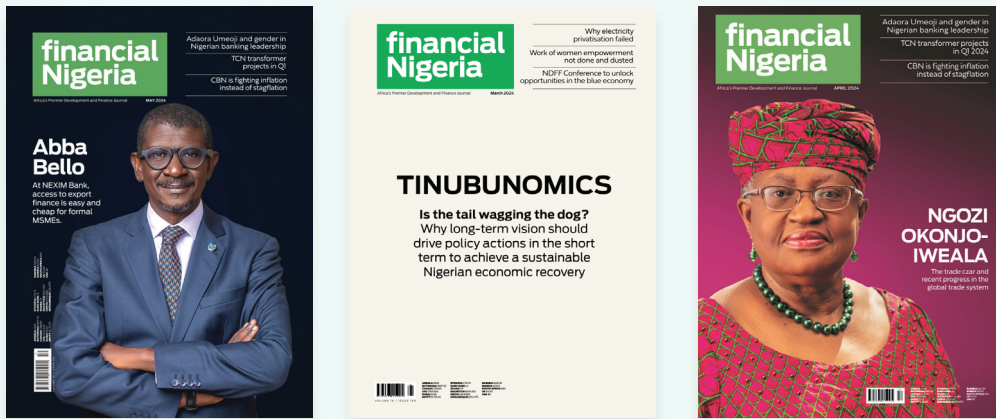 financial
Nigeria
Africa's Premier Development and Finance Journal MAY 2024
Adaora Umeoji and gender in
Nigerian banking leadership
TCN transformer
projects in Q1
CBN is fighting inflation
instead of stagflation
Abba
Bello
At NEXIM Bank,
access to export
finance is easy and
cheap for formal
MSMEs.
financial
Nigeria
Africa's Premier Development and Finance Journal March 2024
Why electricity
privatisation failed
Work of women empowerment
not done and dusted
NDFF Conference to unlock
opportunities in the blue economy
TINUBUNOMICS
Is the tail wagging the dog?
Why long-term vision should
drive policy actions in the short
term to achieve a sustainable
Nigerian economic recovery
financial
Nigeria
Africa's Premier Development and Finance Journal APRIL 2024
Adaora Umeoji and gender in
Nigerian banking leadership
TCN transformer projects
in Q1 2024
CBN is fighting inflation
instead of stagflation
NGOZI
OKONJO-
IWEALA
The trade czar and
recent progress in the
global trade system